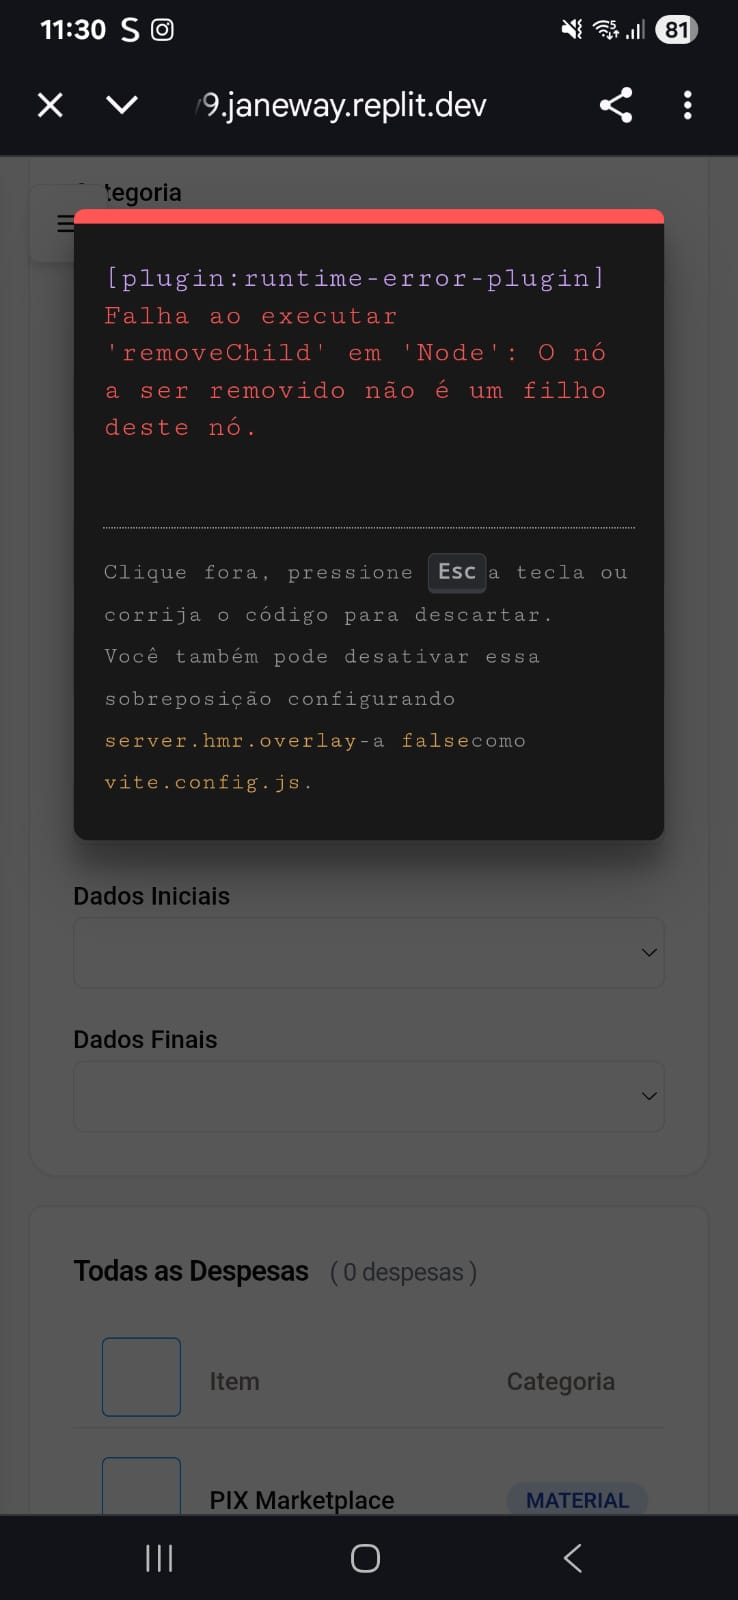 11:30
81
9.janeway.replit.dev
tegoria
[plugin:runtime-error-plugin]
Falha ao executar
'removeChild' em 'Node': O nó
a ser removido não é um filho
deste nó.
Clique fora, pressione Esc a tecla ou
corrija o código para descartar.
Você também pode desativar essa
sobreposição configurando
server.hmr.overlay-a falsecomo
vite.config.js.
Dados Iniciais
Dados Finais
Todas as Despesas ( 0 despesas )
Item Categoria
PIX Marketplace MATERIAL